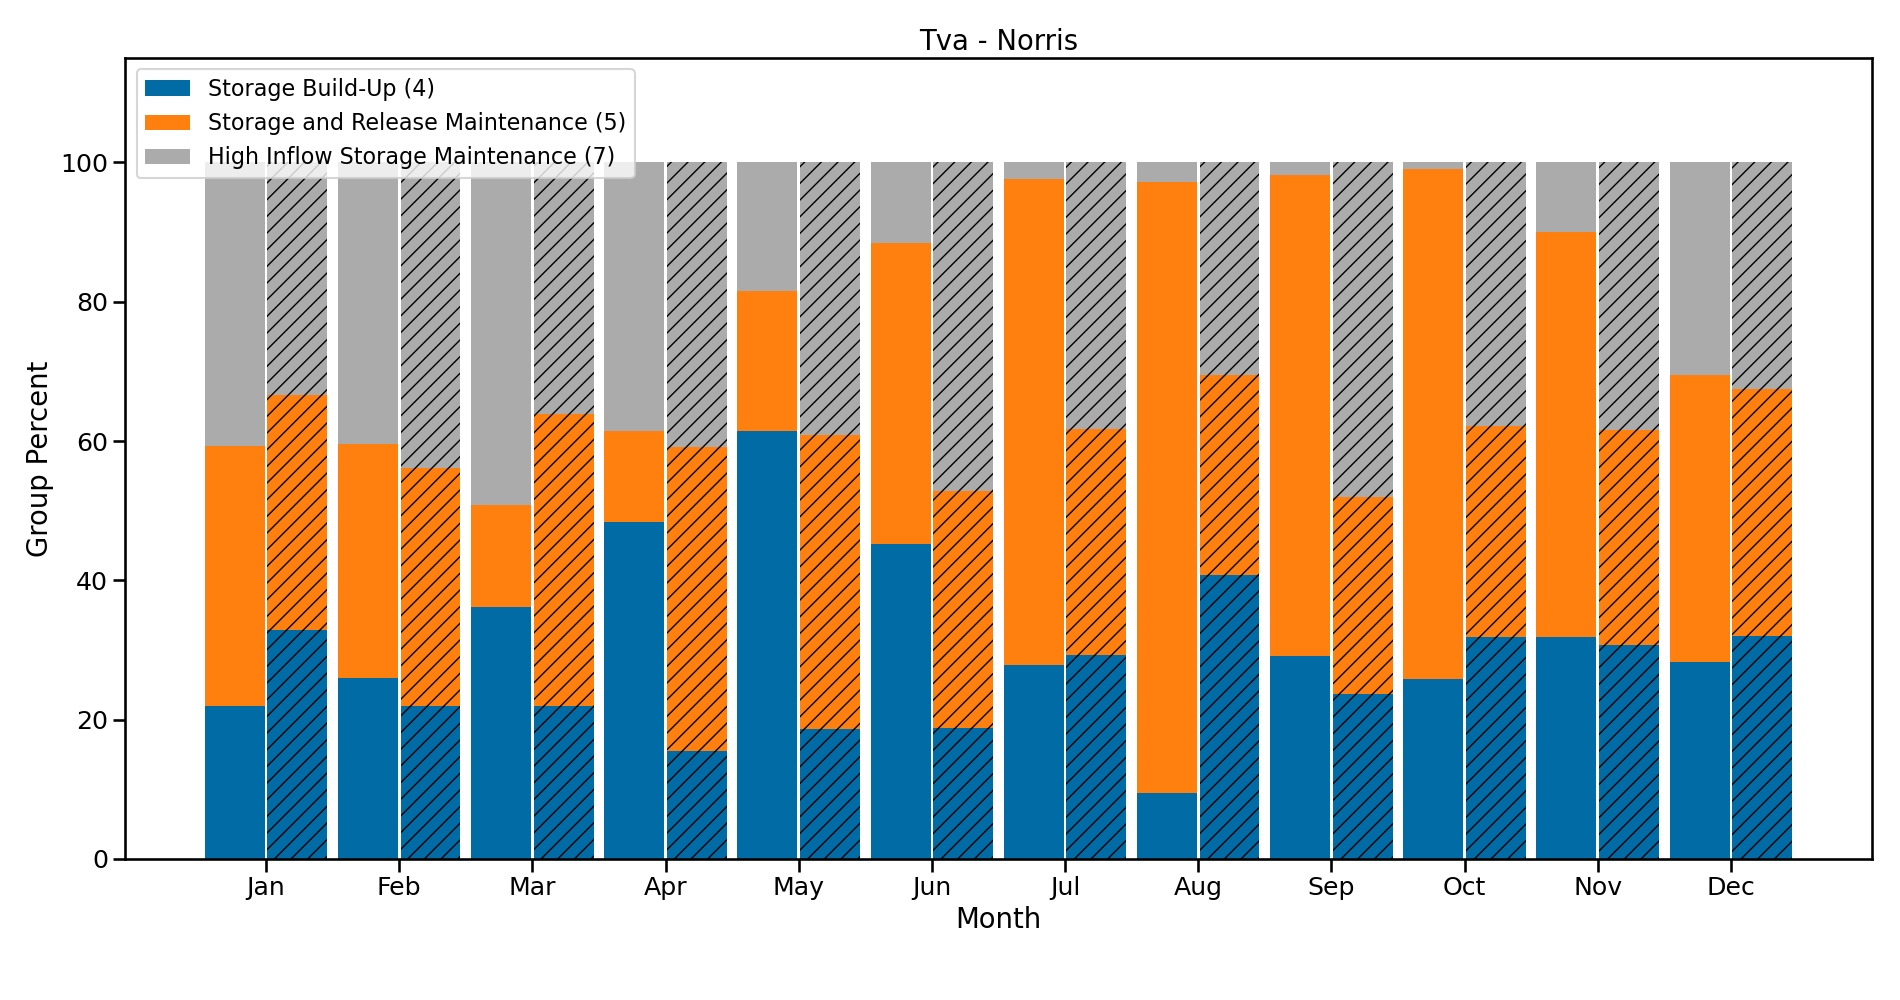 Tva - Norris
Storage Build-Up (4)
Storage and Release Maintenance (5)
High Inflow Storage Maintenance (7)
Group Percent
100
80
60
40
20
0
Jan Feb Mar Apr May Jun Jul Aug Sep Oct Nov Dec
Month